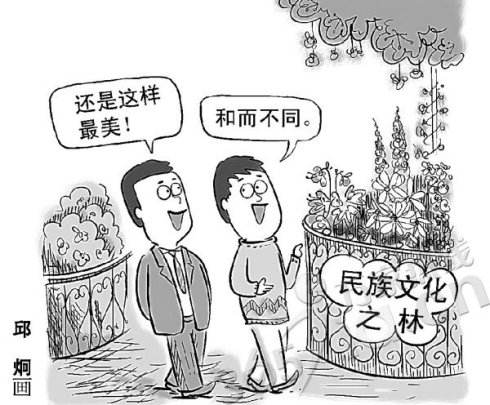 还是这样
最美！
和而不同。
民族文化
之林
邱炯画